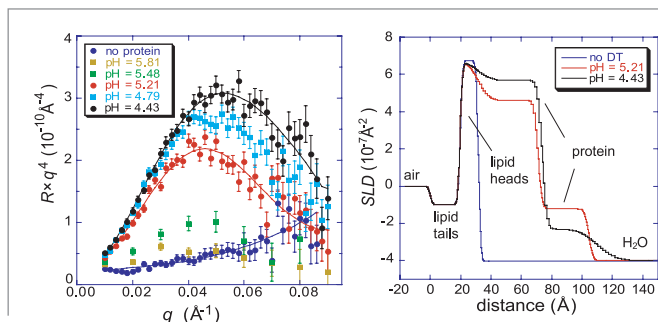 R×q4 (10-10Å-4)
4
3
2
1
0
no protein
pH = 5.81
pH = 5.48
pH = 5.21
pH = 4.79
pH = 4.43
0.00 0.02 0.04 0.06 0.08 0.10
q (Å-1)
SLD (10-7Å-2)
8
6
4
2
0
-2
-4
no DT
pH = 5.21
pH = 4.43
lipid
heads
protein
air
lipid
tails
H2O
-20 0 20 40 60 80 100 120 140
distance (Å)